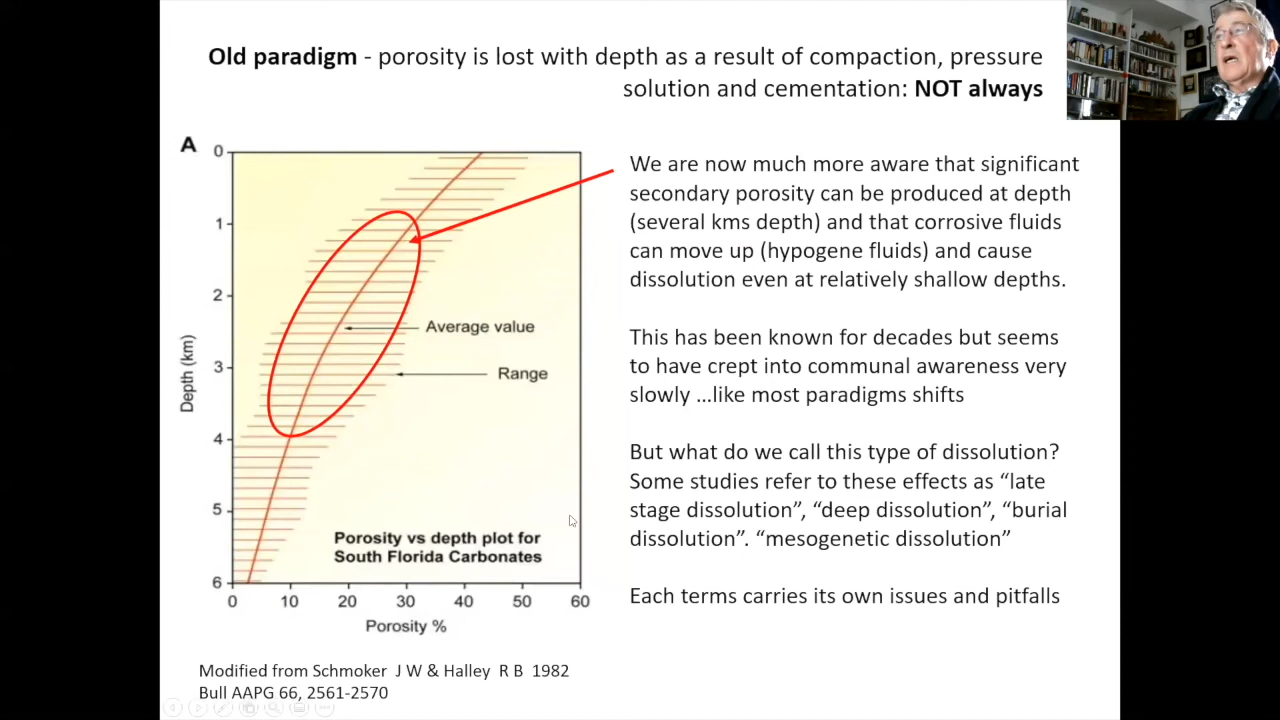 Old paradigm - porosity is lost with depth as a result of compaction, pressure
solution and cementation: NOT always
A
0
1
2
3
4
5
6
Depth (km)
Average value
Range
Porosity vs depth plot for
South Florida Carbonates
0 10 20 30 40 50 60
Porosity %
Modified from Schmoker J W & Halley R B 1982
Bull AAPG 66, 2561-2570
We are now much more aware that significant
secondary porosity can be produced at depth
(several kms depth) and that corrosive fluids
can move up (hypogene fluids) and cause
dissolution even at relatively shallow depths.
This has been known for decades but seems
to have crept into communal awareness very
slowly ...like most paradigms shifts
But what do we call this type of dissolution?
Some studies refer to these effects as “late
stage dissolution”, “deep dissolution”, “burial
dissolution”. “mesogenetic dissolution”
Each terms carries its own issues and pitfalls